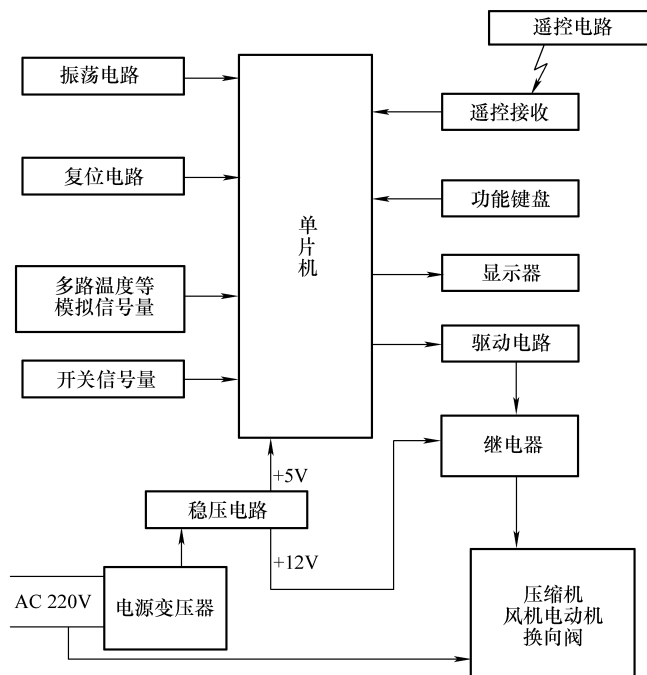 遥控电路
振荡电路
遥控接收
复位电路
功能键盘
单片机
多路温度等
模拟信号量
显示器
驱动电路
开关信号量
继电器
+5V
稳压电路
+12V
AC 220V
电源变压器
压缩机
风机电动机
换向阀